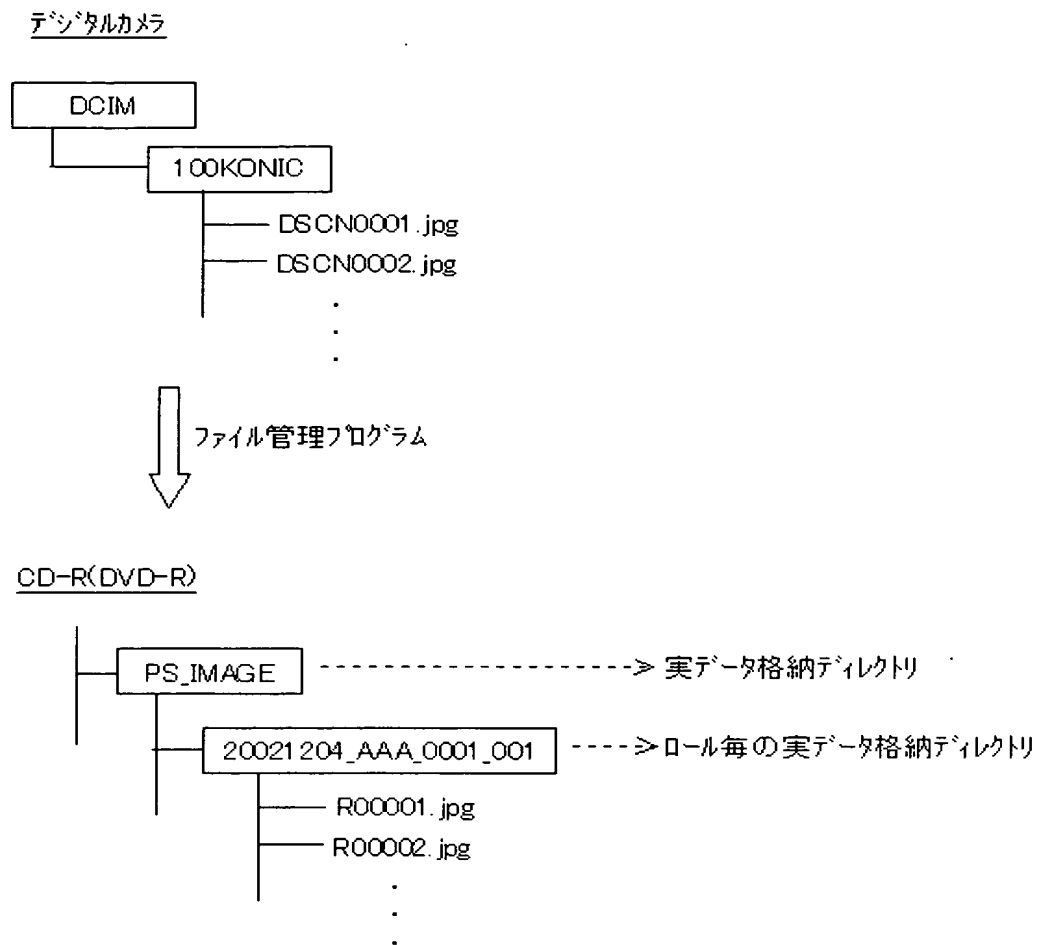 デジタルカメラ
DCIM
100KONIC
DSCN0001.jpg
DSCN0002.jpg
ファイル管理プログラム
CD-R(DVD-R)
PS_IMAGE
実データ格納ディレクトリ
20021204_AAA_0001_001
ロール毎の実データ格納ディレクトリ
R00001.jpg
R00002.jpg